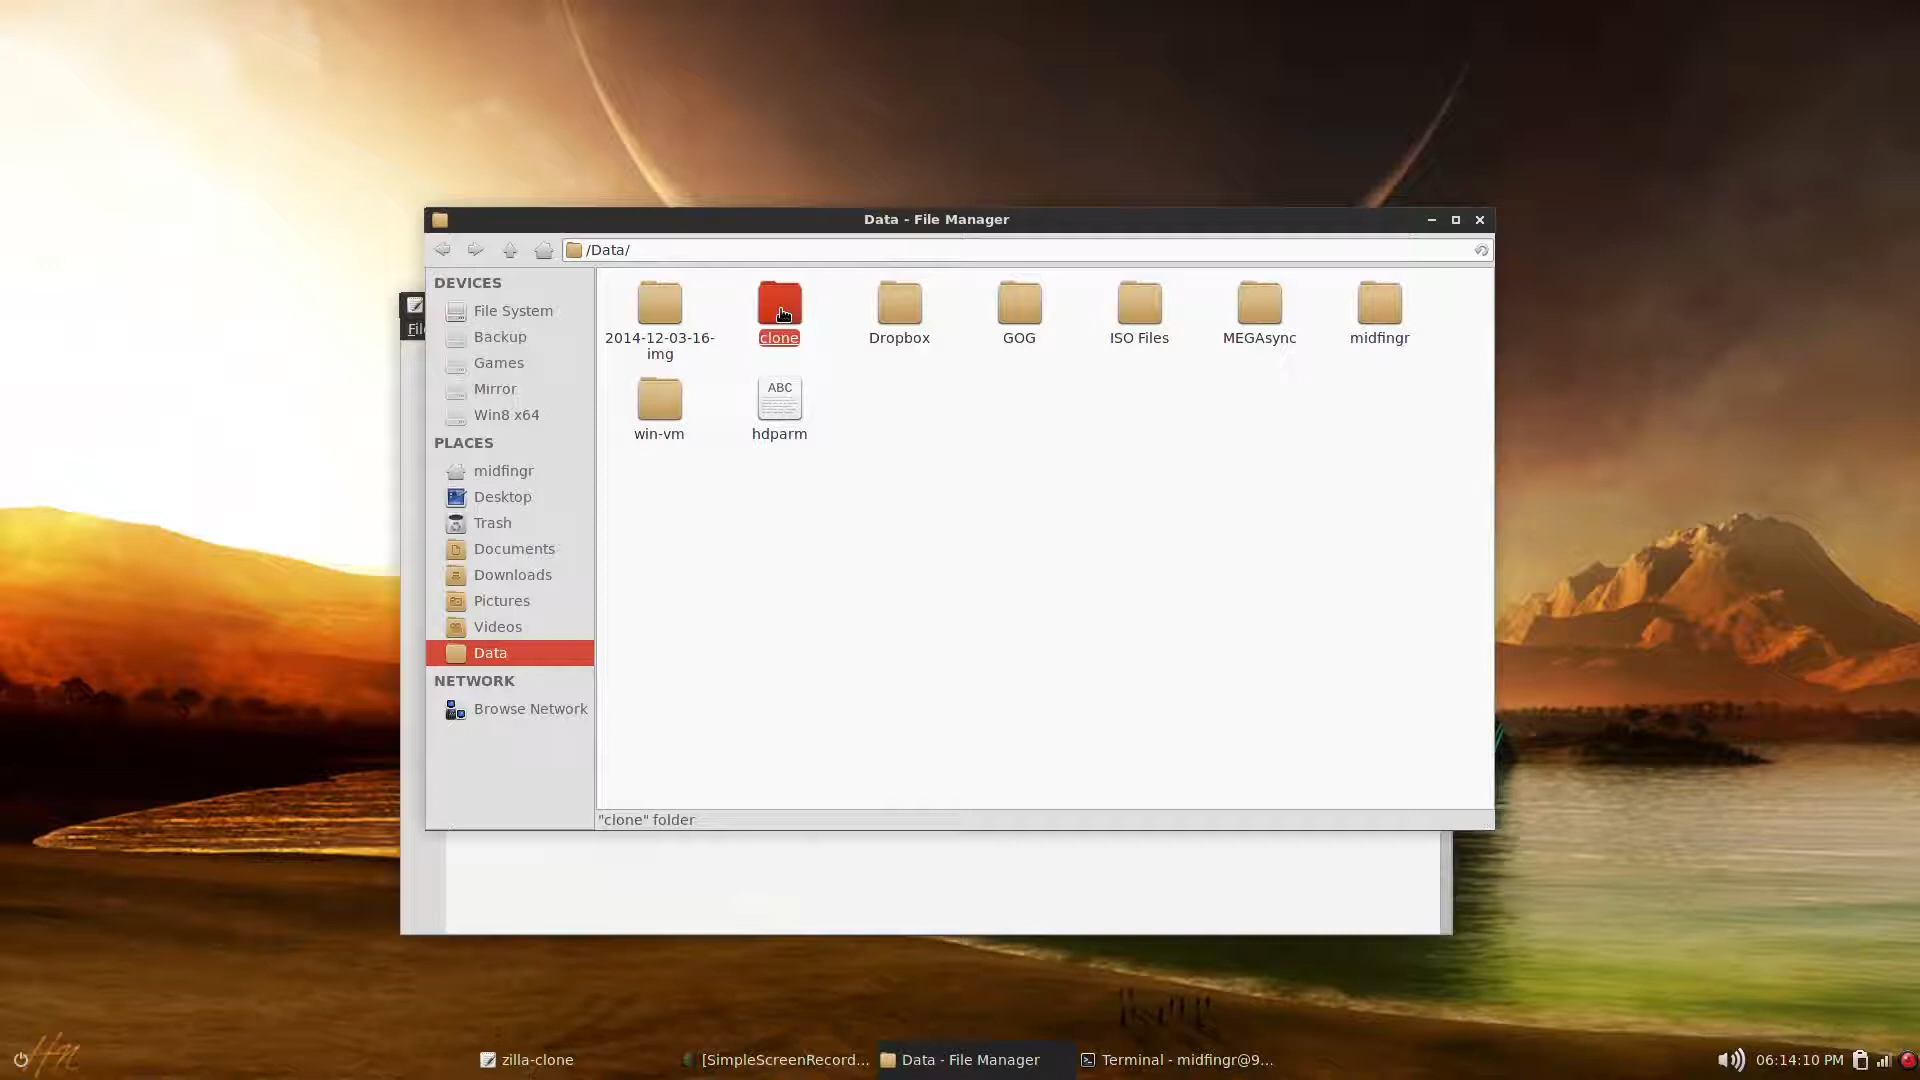 Data - File Manager
/Data/
DEVICES
File System
Backup
Games
Mirror
Win8 x64
PLACES
midfingr
Desktop
Trash
Documents
Downloads
Pictures
Videos
Data
NETWORK
Browse Network
2014-12-03-16-
img
clone
Dropbox
GOG
ISO Files
MEGAsync
midfingr
win-vm
ABC
hdparm
"clone" folder
zilla-clone
[SimpleScreenRecord...
Data - File Manager
Terminal - midfingr@9...
06:14:10 PM